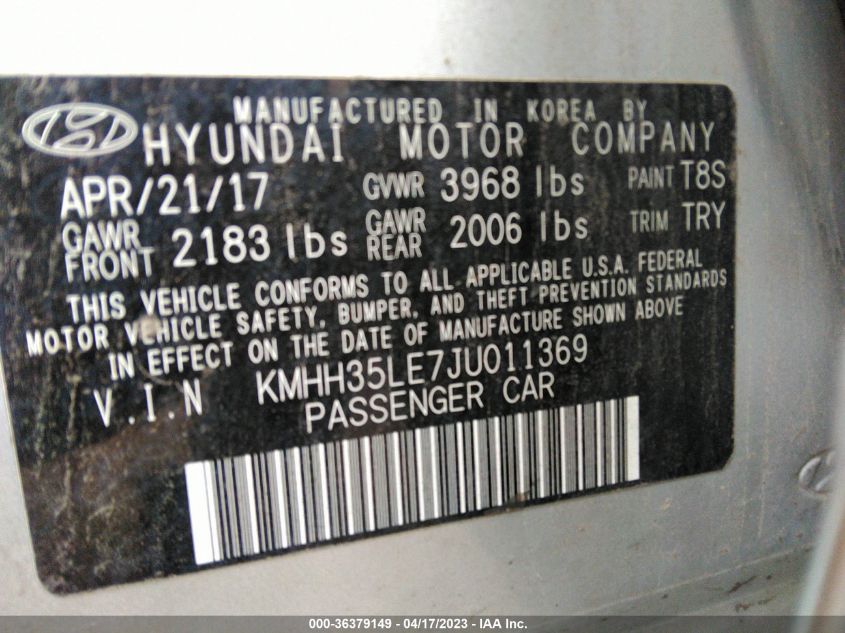 MANUFACTURED IN KOREA BY
HYUNDAI MOTOR COMPANY
APR/21/17 GVWR 3968 lbs PAINT T8S
GAWR FRONT 2183 lbs GAWR REAR 2006 lbs TRIM TRY
THIS VEHICLE CONFORMS TO ALL APPLICABLE U.S.A. FEDERAL
MOTOR VEHICLE SAFETY, BUMPER, AND THEFT PREVENTION STANDARDS
IN EFFECT ON THE DATE OF MANUFACTURE SHOWN ABOVE
V.I.N KMHH35LE7JU011369
PASSENGER CAR
000-36379149 - 04/17/2023 - IAA Inc.